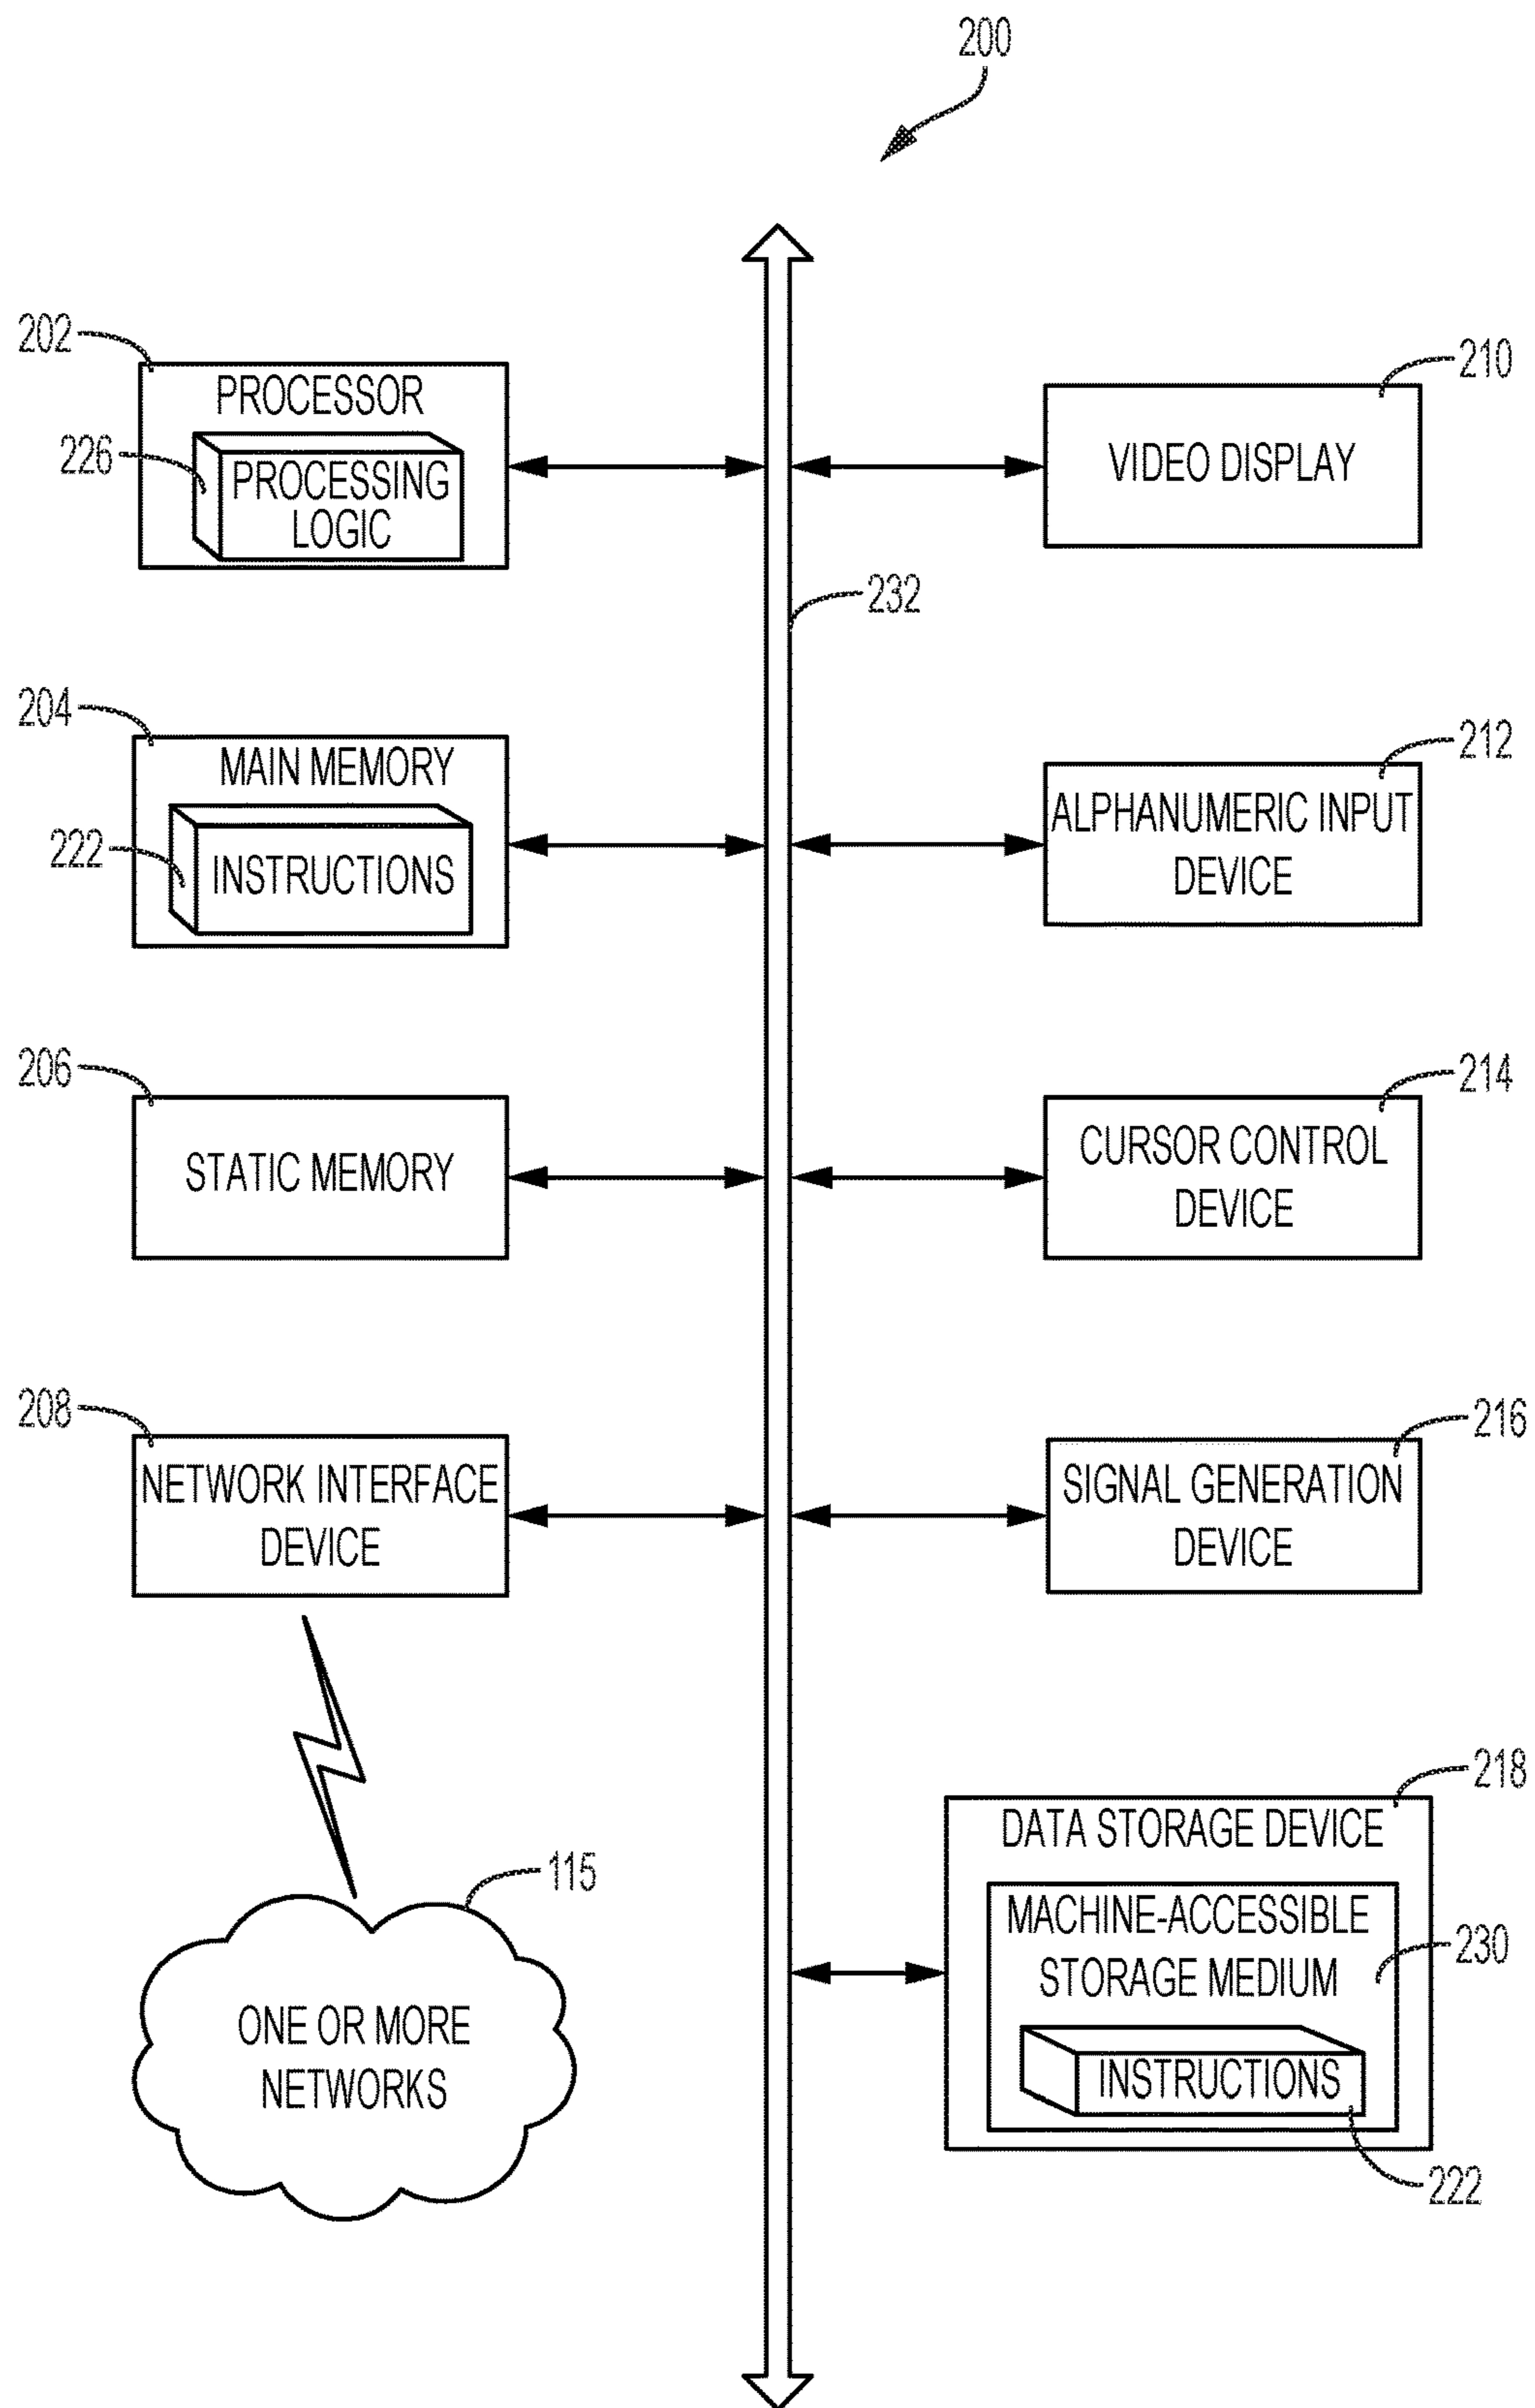 200
202
PROCESSOR
226
PROCESSING
LOGIC
210
VIDEO DISPLAY
232
204
MAIN MEMORY
222
INSTRUCTIONS
212
ALPHANUMERIC INPUT
DEVICE
206
STATIC MEMORY
214
CURSOR CONTROL
DEVICE
208
NETWORK INTERFACE
DEVICE
216
SIGNAL GENERATION
DEVICE
115
ONE OR MORE
NETWORKS
218
DATA STORAGE DEVICE
MACHINE-ACCESSIBLE
STORAGE MEDIUM
230
INSTRUCTIONS
222